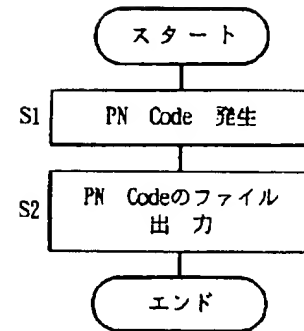 スタート
S1 PN Code 発生
S2 PN Codeのファイル
出力
エンド